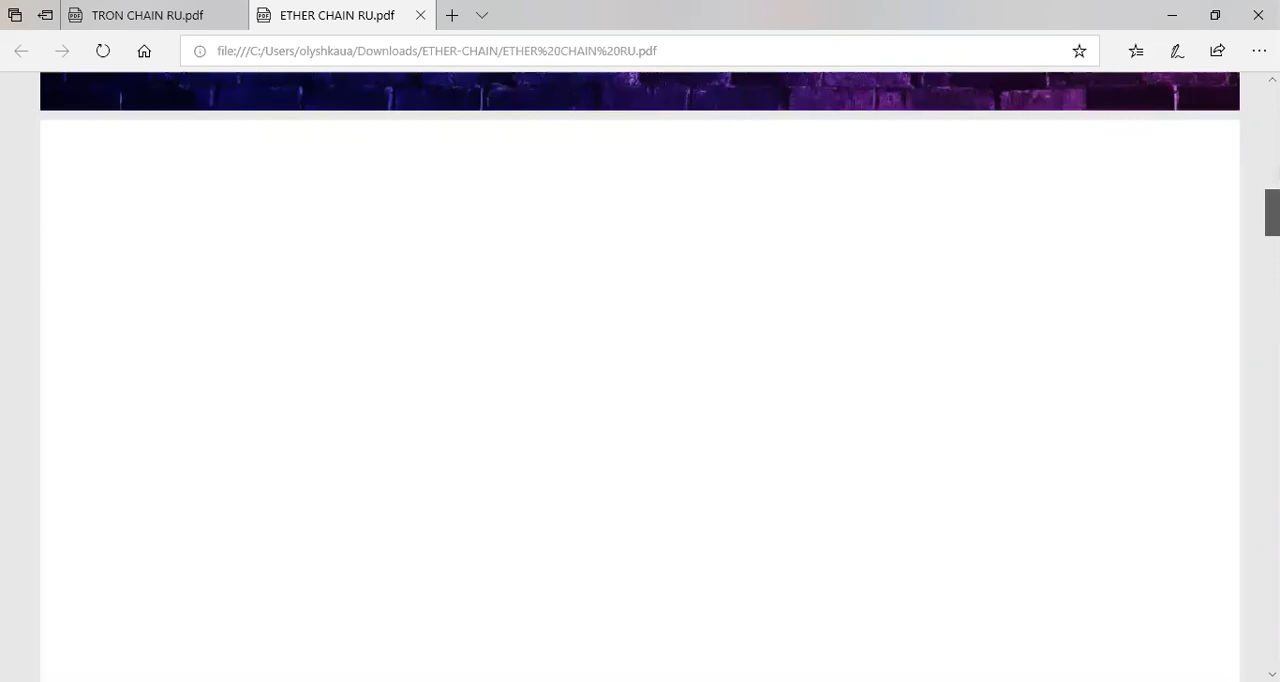 TRON CHAIN RU.pdf
ETHER CHAIN RU.pdf
file:///C:/Users/olyshkaua/Downloads/ETHER-CHAIN/ETHER%20CHAIN%20RU.pdf